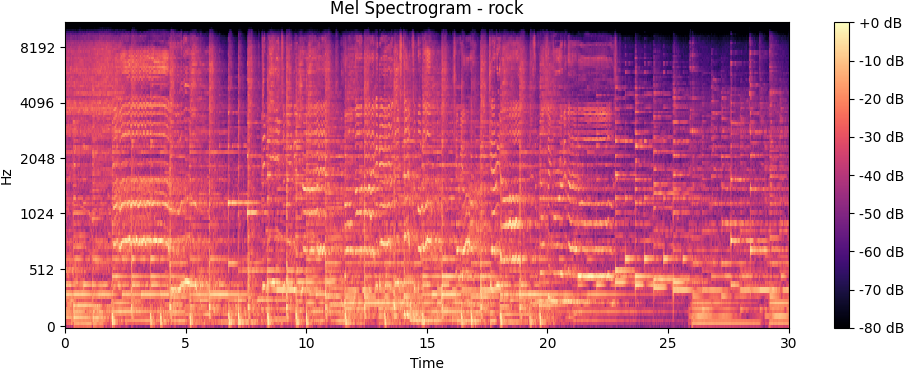 Mel Spectrogram - rock
Hz
8192
4096
2048
1024
512
0
0 5 10 15 20 25 30
Time
+0 dB
-10 dB
-20 dB
-30 dB
-40 dB
-50 dB
-60 dB
-70 dB
-80 dB